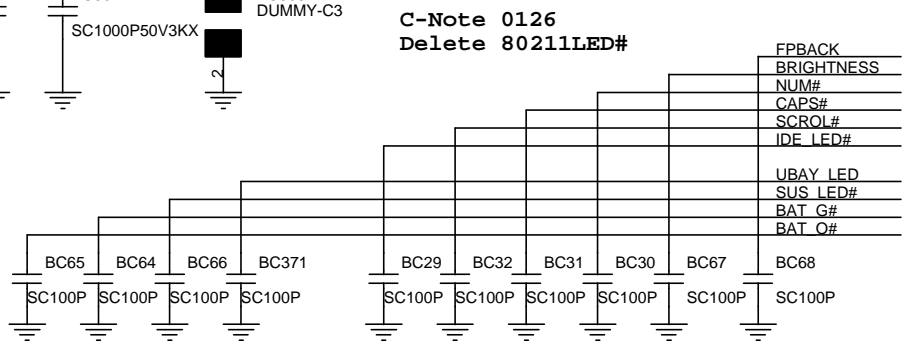 DUMMY-C3
SC1000P50V3KX
C-Note 0126
Delete 80211LED#
2
FPBACK
BRIGHTNESS
NUM#
CAPS#
SCROL#
IDE_LED#
UBAY_LED
SUS_LED#
BAT_G#
BAT_O#
BC65 BC64 BC66 BC371 BC29 BC32 BC31 BC30 BC67 BC68
SC100P SC100P SC100P SC100P SC100P SC100P SC100P SC100P SC100P SC100P